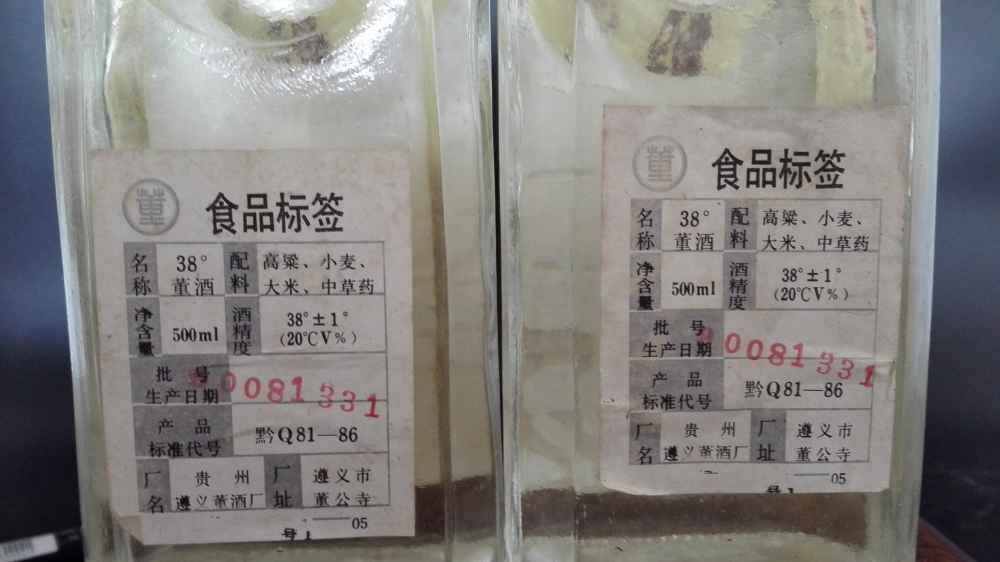 董
食品标签
名称 38° 董酒 配料 高粱、小麦、大米、中草药
净含量 500ml 酒精度 38°±1° (20℃V%)
批号 生产日期 0081331
产品标准代号 黔Q81—86
厂名 贵州遵义董酒厂 厂址 遵义市董公寺
——05
董
食品标签
名称 38° 董酒 配料 高粱、小麦、大米、中草药
净含量 500ml 酒精度 38°±1° (20℃V%)
批号 生产日期 0081331
产品标准代号 黔Q81—86
厂名 贵州遵义董酒厂 厂址 遵义市董公寺
——05